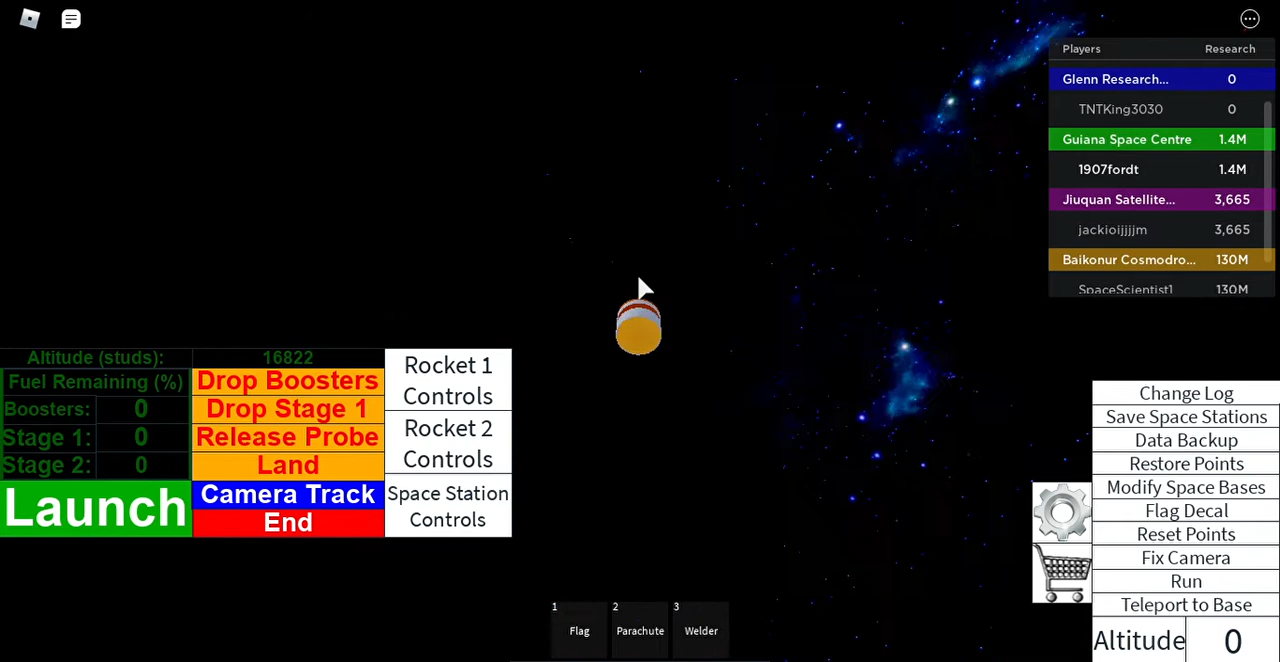 Players Research
Glenn Research... 0
TNTKing3030 0
Guiana Space Centre 1.4M
1907fordt 1.4M
Jiuquan Satellite... 3,665
jackioijjjjm 3,665
Baikonur Cosmodro... 130M
SpaceScientist1 130M
Altitude (studs): 16822
Fuel Remaining (%)
Boosters: 0
Stage 1: 0
Stage 2: 0
Launch
Drop Boosters
Drop Stage 1
Release Probe
Land
Camera Track
End
Rocket 1
Controls
Rocket 2
Controls
Space Station
Controls
1 Flag
2 Parachute
3 Welder
Change Log
Save Space Stations
Data Backup
Restore Points
Modify Space Bases
Flag Decal
Reset Points
Fix Camera
Run
Teleport to Base
Altitude 0